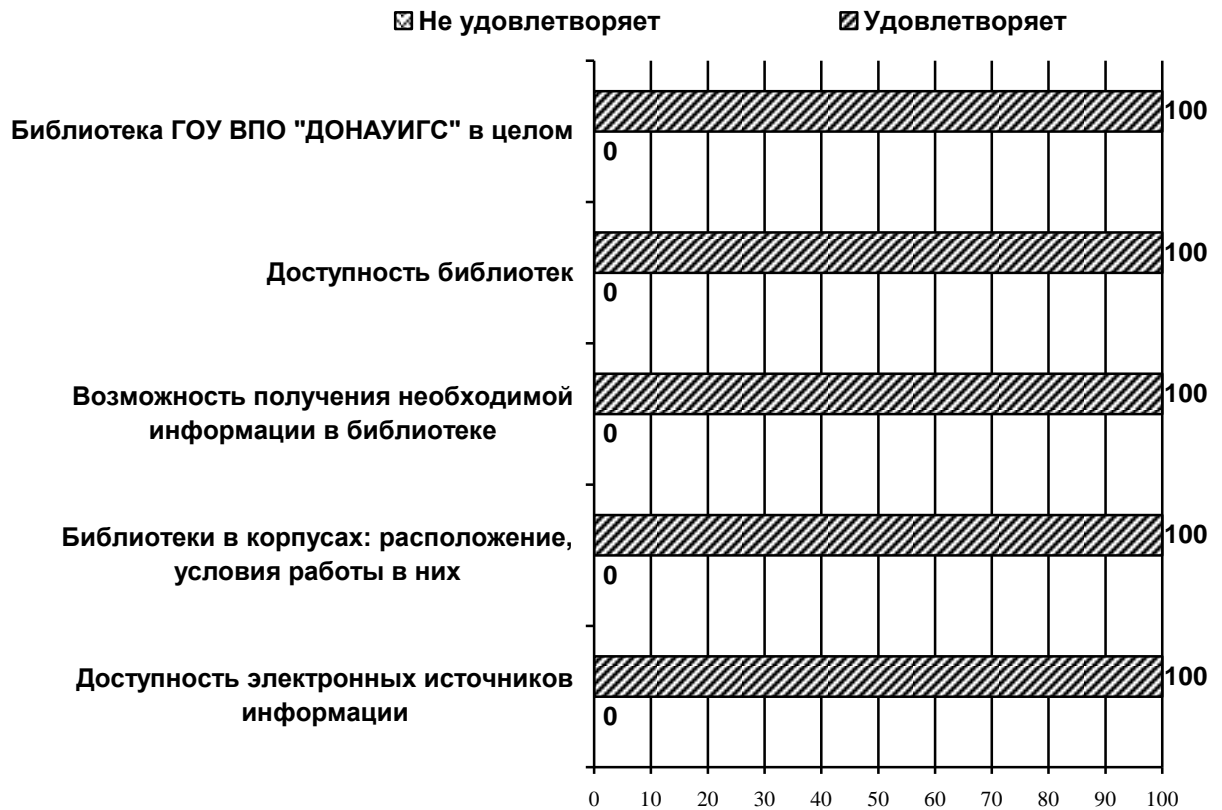 Не удовлетворяет Удовлетворяет
Библиотека ГОУ ВПО "ДОНАУИГС" в целом
100
0
Доступность библиотек
100
0
Возможность получения необходимой
информации в библиотеке
100
0
Библиотеки в корпусах: расположение,
условия работы в них
100
0
Доступность электронных источников
информации
100
0
0 10 20 30 40 50 60 70 80 90 100